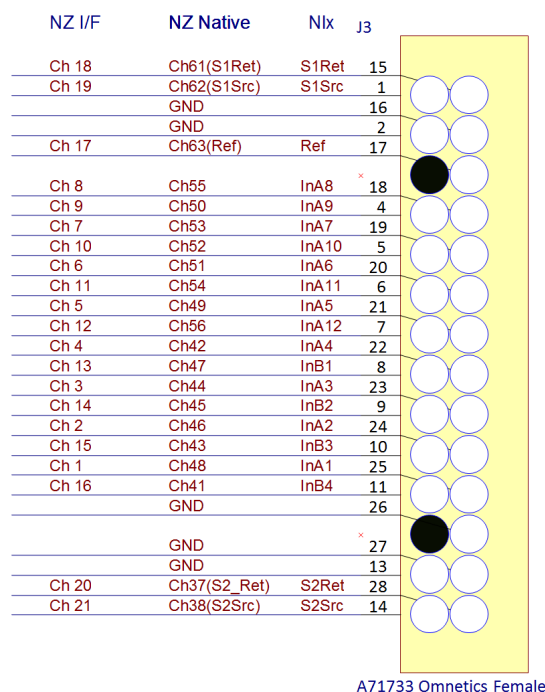 NZ I/F NZ Native NIx J3
Ch 18 Ch61(S1Ret) S1Ret 15
Ch 19 Ch62(S1Src) S1Src 1
GND 16
GND 2
Ch 17 Ch63(Ref) Ref 17
Ch 8 Ch55 InA8 18
Ch 9 Ch50 InA9 4
Ch 7 Ch53 InA7 19
Ch 10 Ch52 InA10 5
Ch 6 Ch51 InA6 20
Ch 11 Ch54 InA11 6
Ch 5 Ch49 InA5 21
Ch 12 Ch56 InA12 7
Ch 4 Ch42 InA4 22
Ch 13 Ch47 InB1 8
Ch 3 Ch44 InA3 23
Ch 14 Ch45 InB2 9
Ch 2 Ch46 InA2 24
Ch 15 Ch43 InB3 10
Ch 1 Ch48 InA1 25
Ch 16 Ch41 InB4 11
GND 26
GND 27
GND 13
Ch 20 Ch37(S2_Ret) S2Ret 28
Ch 21 Ch38(S2Src) S2Src 14
A71733 Omnetics Female